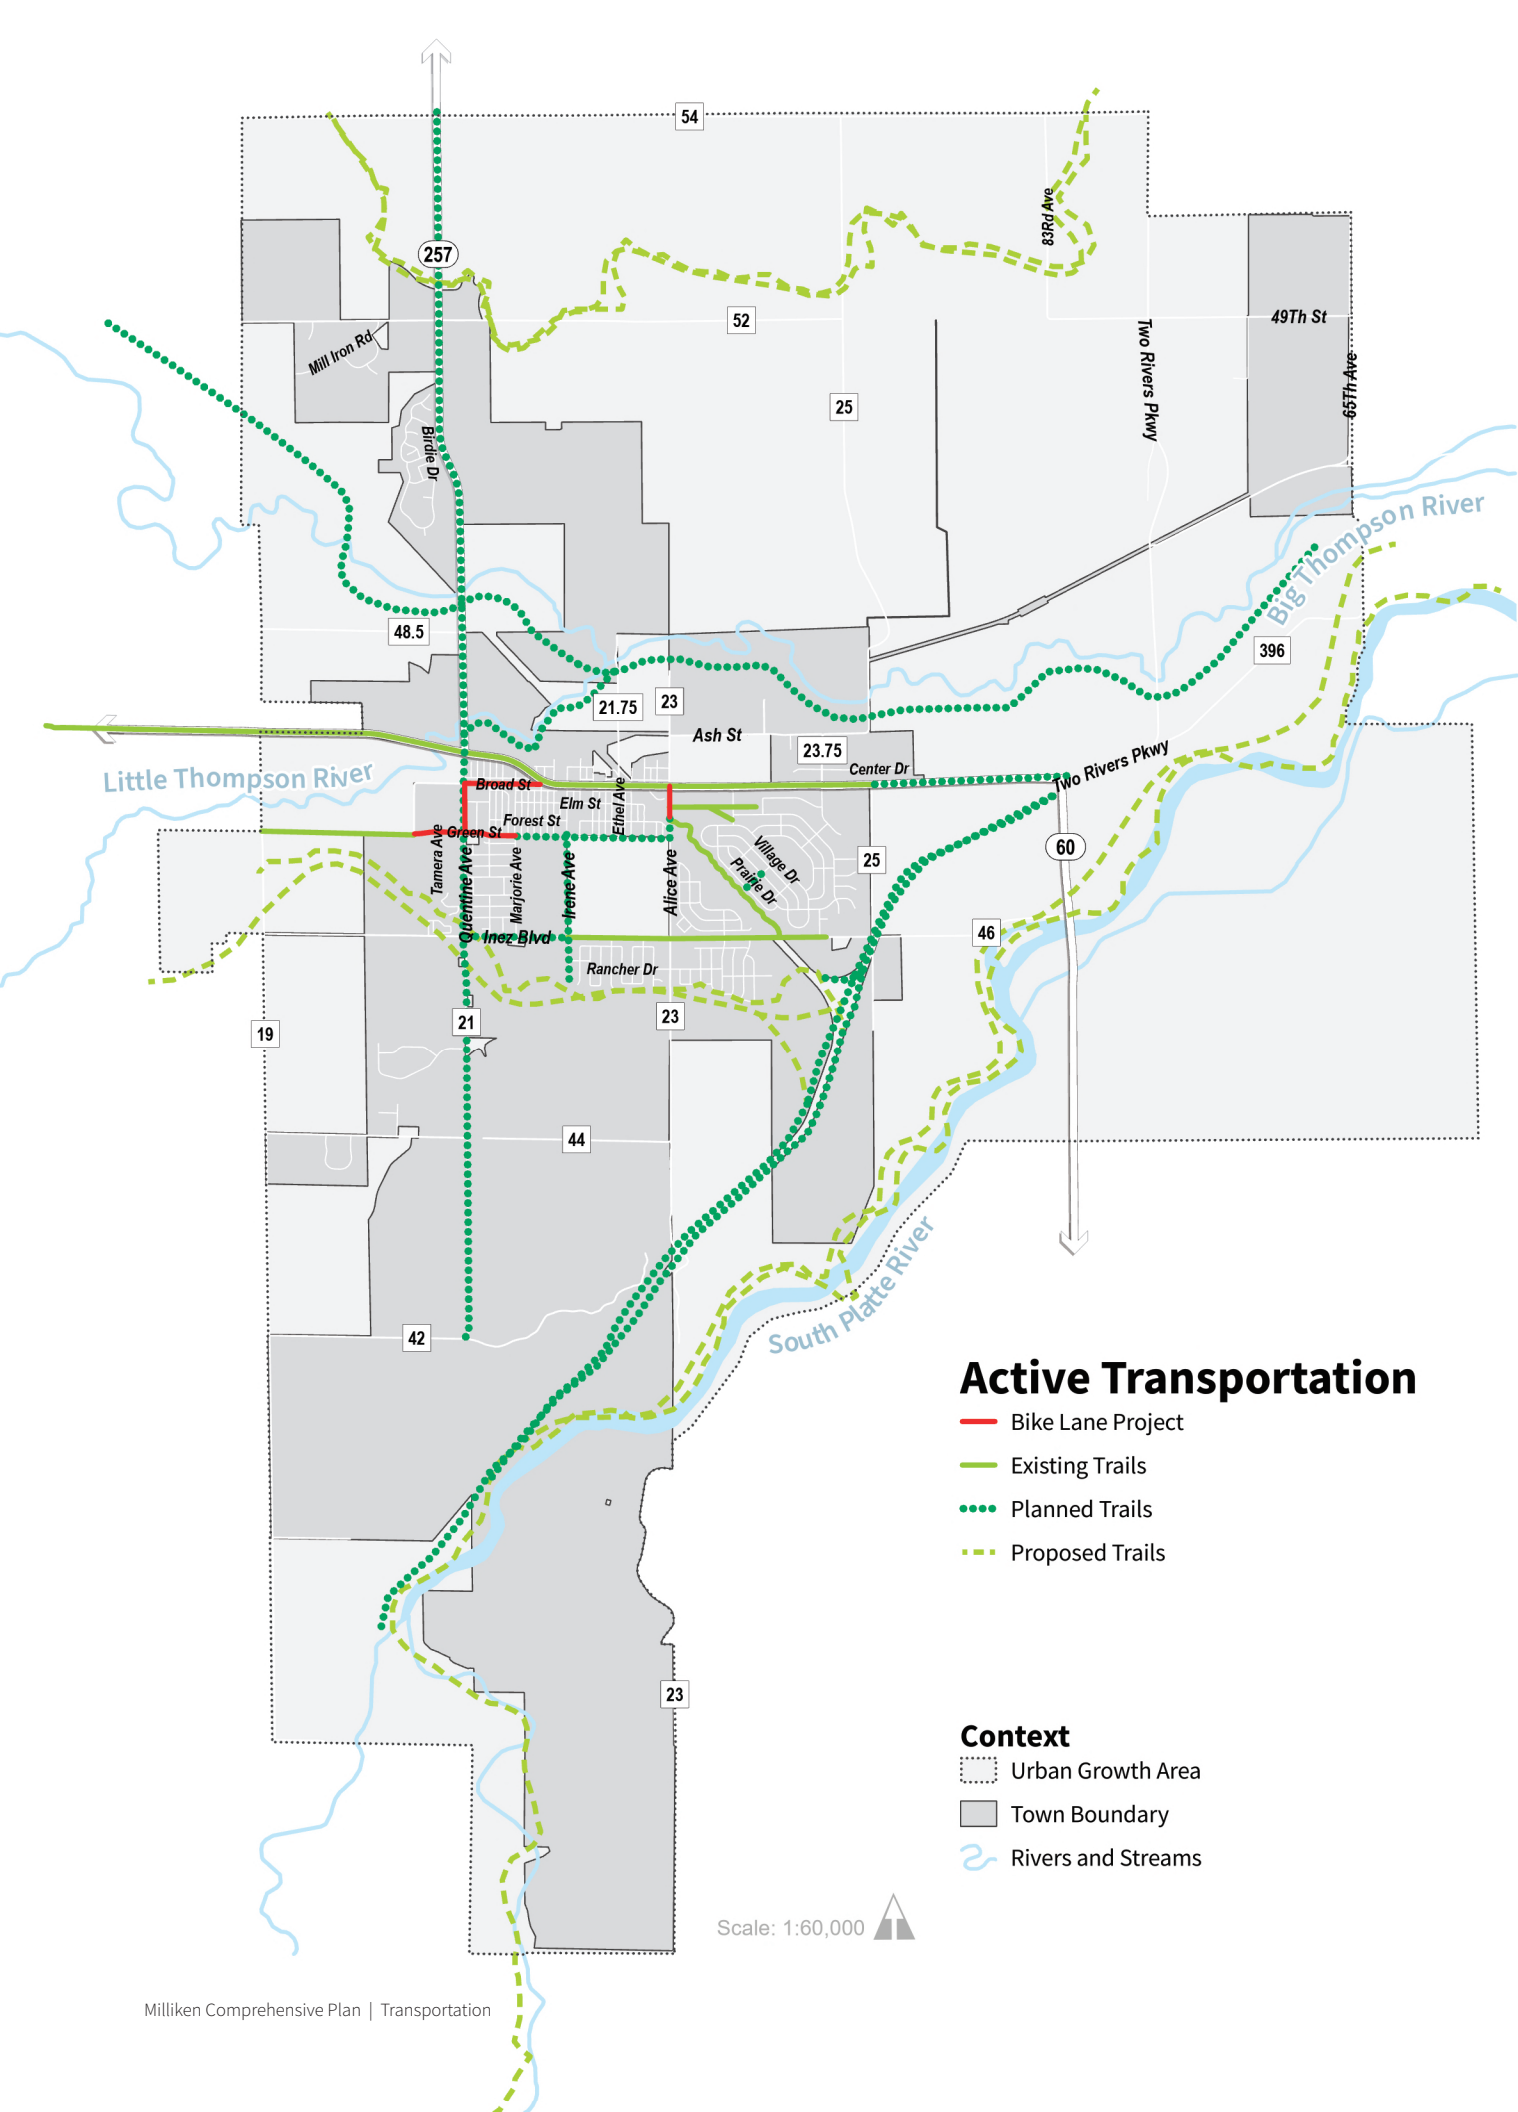 54
257
83Rd Ave
52
49Th St
Mill Iron Rd
Two Rivers Pkwy
65Th Ave
25
Birdie Dr
Big Thompson River
48.5
396
21.75
23
Ash St
23.75
Little Thompson River
Center Dr
Two Rivers Pkwy
Broad St
Elm St
Ethel Ave
Forest St
Green St
Tamera Ave
Quentine Ave
Marjorie Ave
Irene Ave
Alice Ave
Village Dr
Prairie Dr
25
60
46
Inez Blvd
Rancher Dr
19
21
23
44
South Platte River
42
Active Transportation
Bike Lane Project
Existing Trails
Planned Trails
Proposed Trails
23
Context
Urban Growth Area
Town Boundary
Rivers and Streams
Scale: 1:60,000
Milliken Comprehensive Plan | Transportation